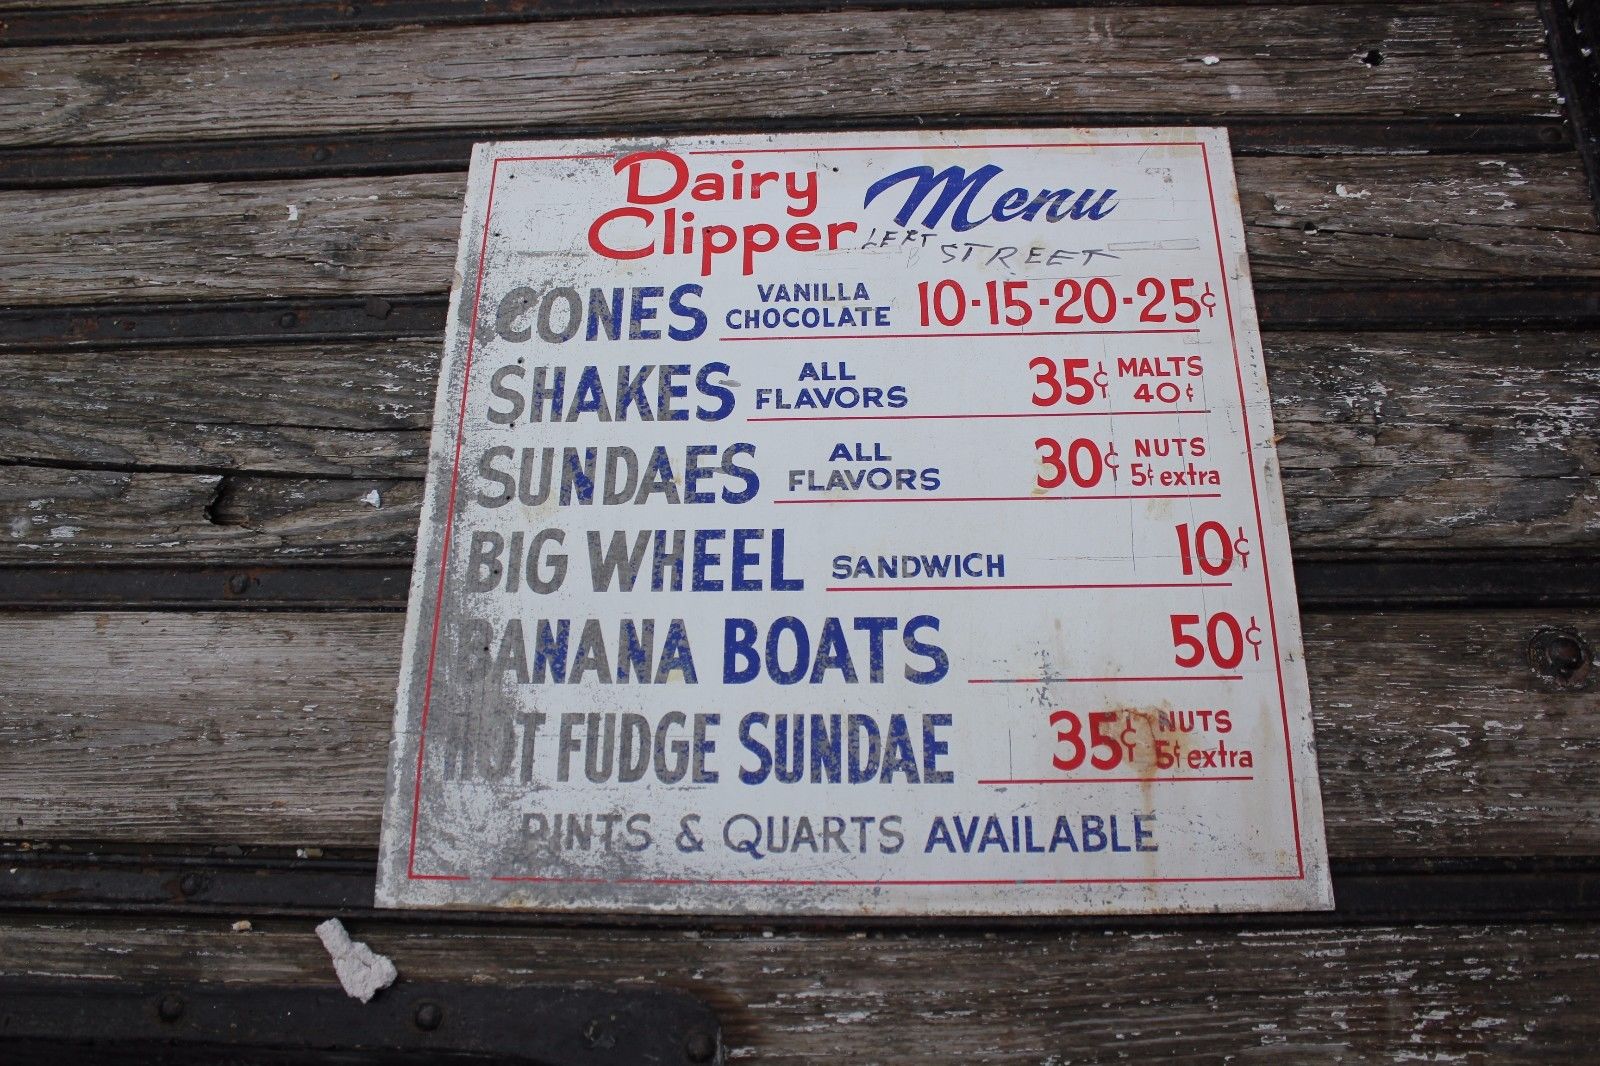 Dairy Clipper Menu
LEFT STREET
CONES VANILLA CHOCOLATE 10-15-20-25¢
SHAKES ALL FLAVORS 35¢ MALTS 40¢
SUNDAES ALL FLAVORS 30¢ NUTS 5¢ extra
BIG WHEEL SANDWICH 10¢
BANANA BOATS 50¢
HOT FUDGE SUNDAE 35¢ NUTS 5¢ extra
PINTS & QUARTS AVAILABLE